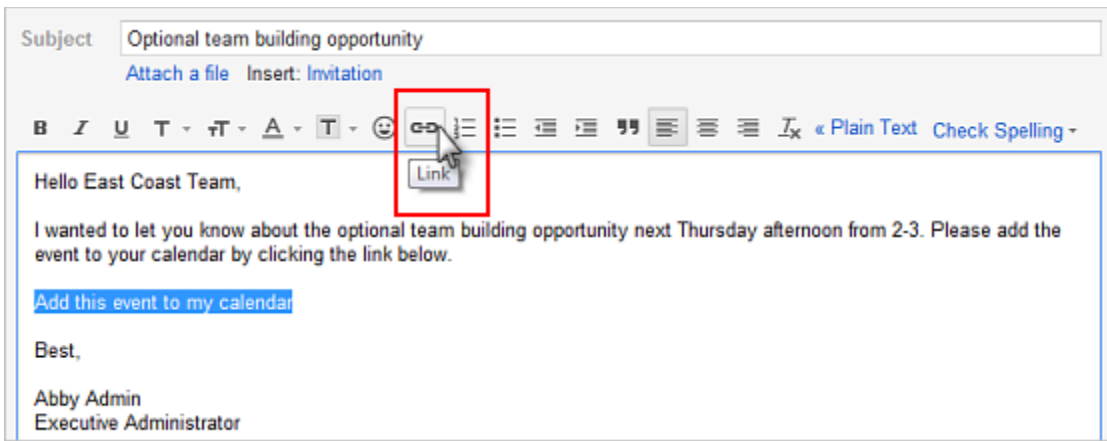 Subject Optional team building opportunity
Attach a file Insert: Invitation
B I U T T A T « Plain Text Check Spelling
Link
Hello East Coast Team,
I wanted to let you know about the optional team building opportunity next Thursday afternoon from 2-3. Please add the
event to your calendar by clicking the link below.
Add this event to my calendar
Best,
Abby Admin
Executive Administrator